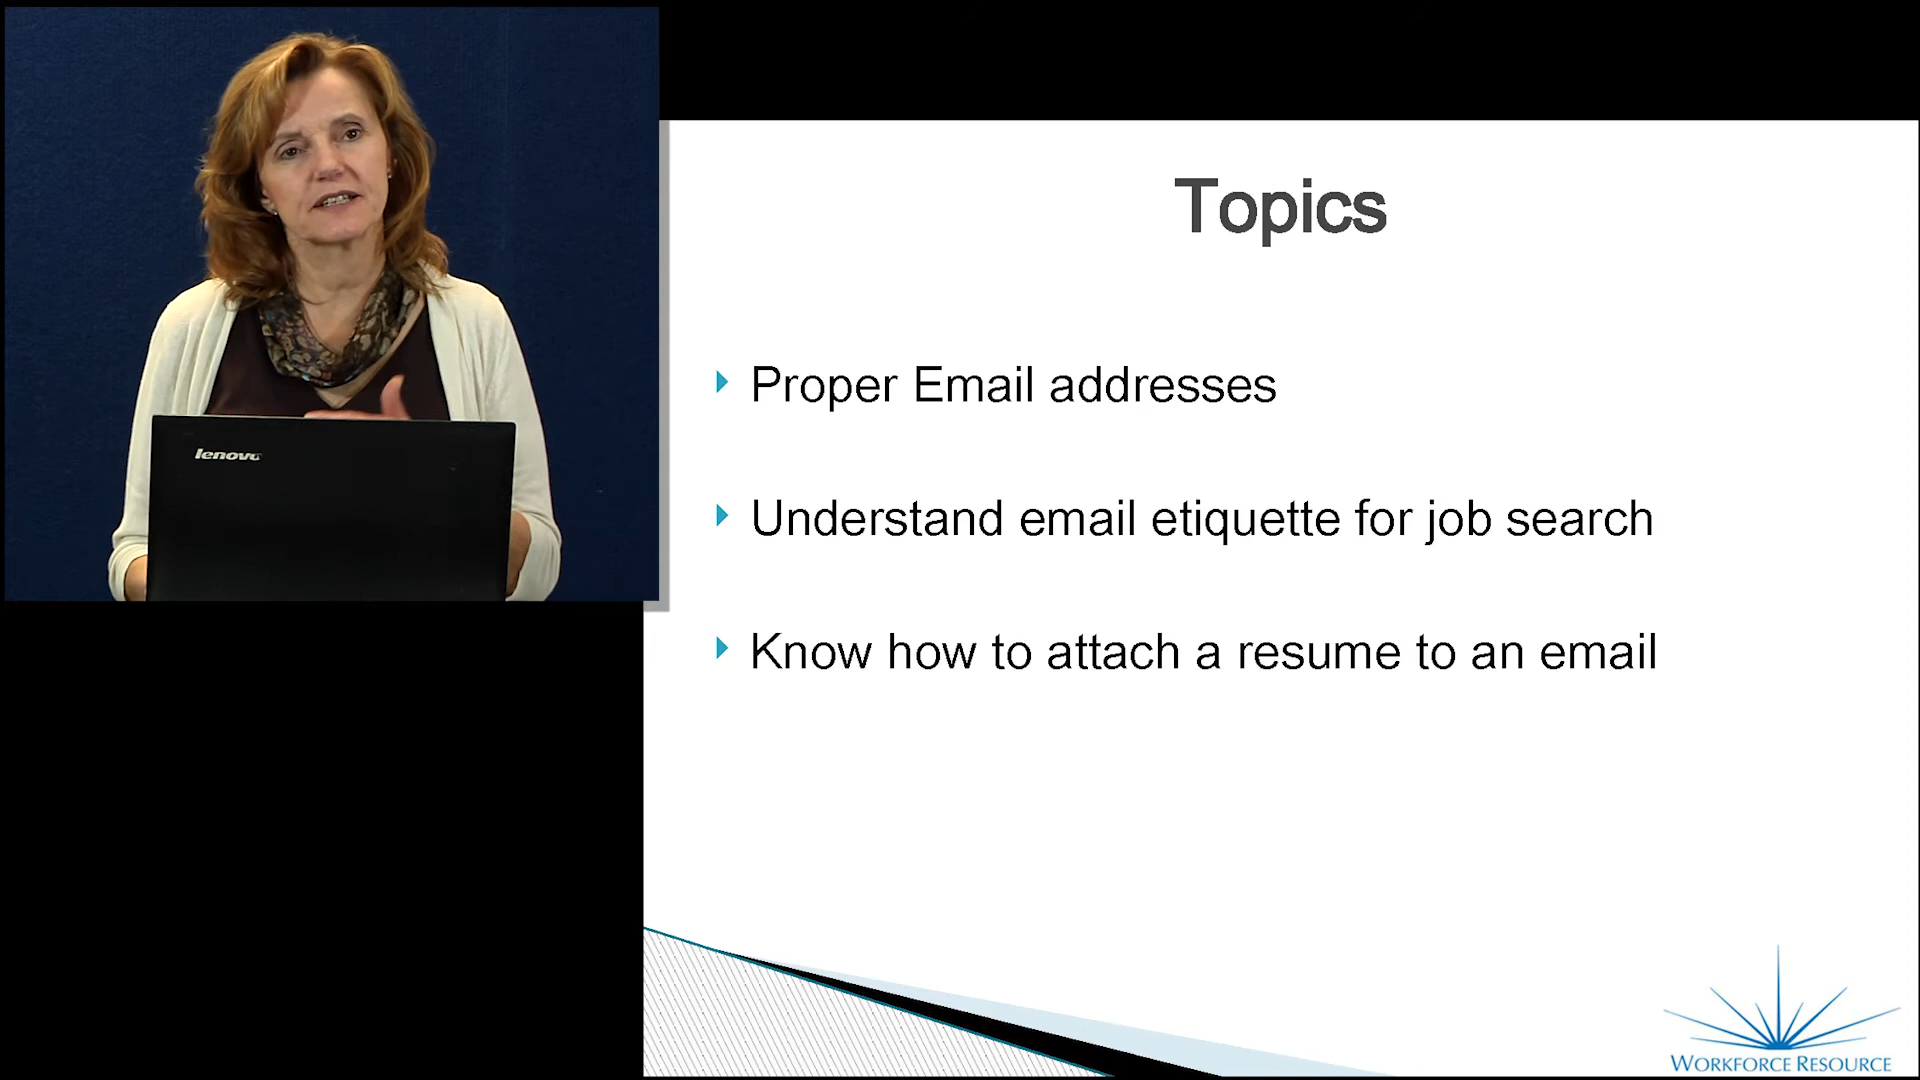 lenovo
Topics
Proper Email addresses
Understand email etiquette for job search
Know how to attach a resume to an email
WORKFORCE RESOURCE